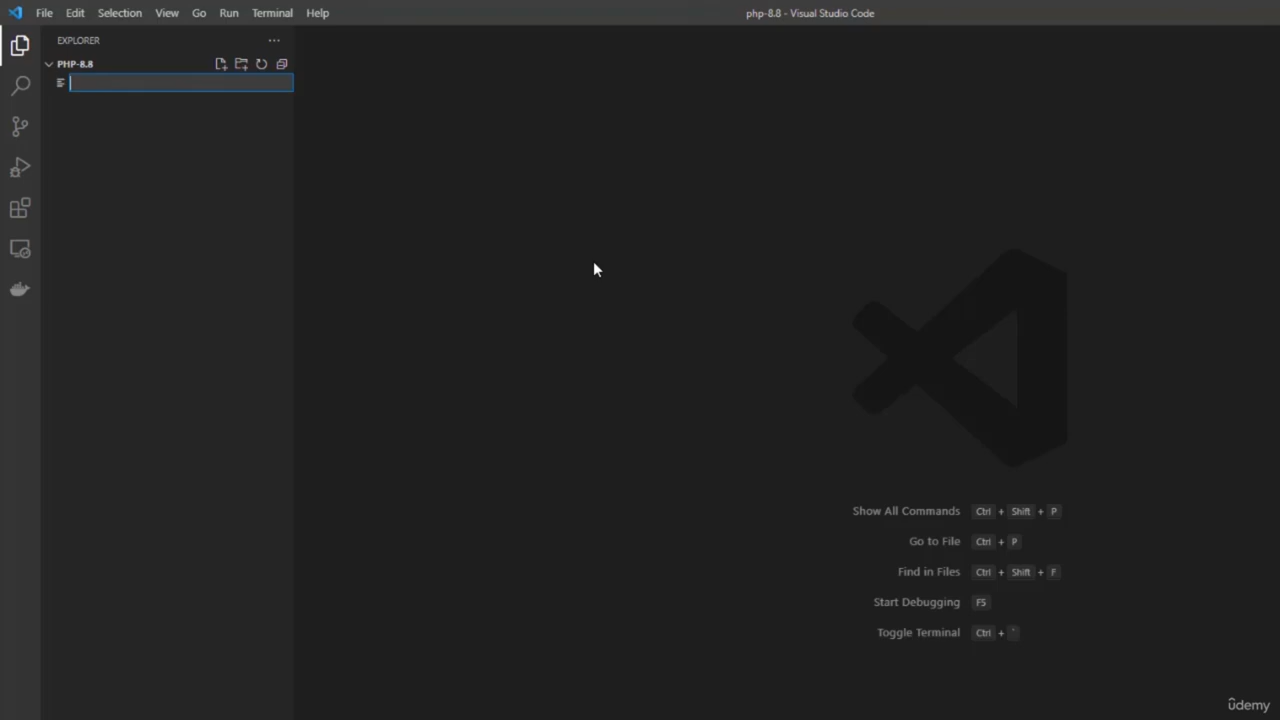 File Edit Selection View Go Run Terminal Help
php-8.8 - Visual Studio Code
EXPLORER
PHP-8.8
Show All Commands Ctrl + Shift + P
Go to File Ctrl + P
Find in Files Ctrl + Shift + F
Start Debugging F5
Toggle Terminal Ctrl + `
ûdemy